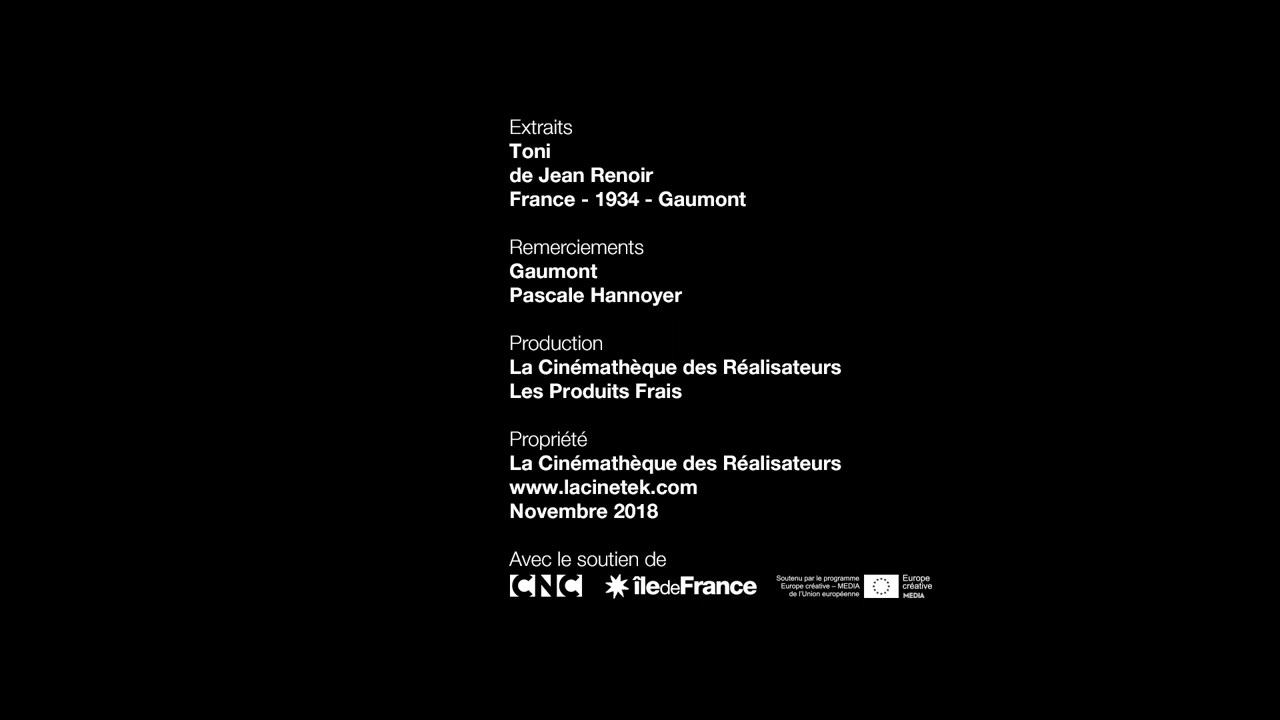 Extraits
Toni
de Jean Renoir
France - 1934 - Gaumont
Remerciements
Gaumont
Pascale Hannoyer
Production
La Cinémathèque des Réalisateurs
Les Produits Frais
Propriété
La Cinémathèque des Réalisateurs
www.lacinetek.com
Novembre 2018
Avec le soutien de
CNC
îledeFrance
Soutenu par le programme
Europe créative – MEDIA
de l'Union européenne
Europe
créative
MEDIA